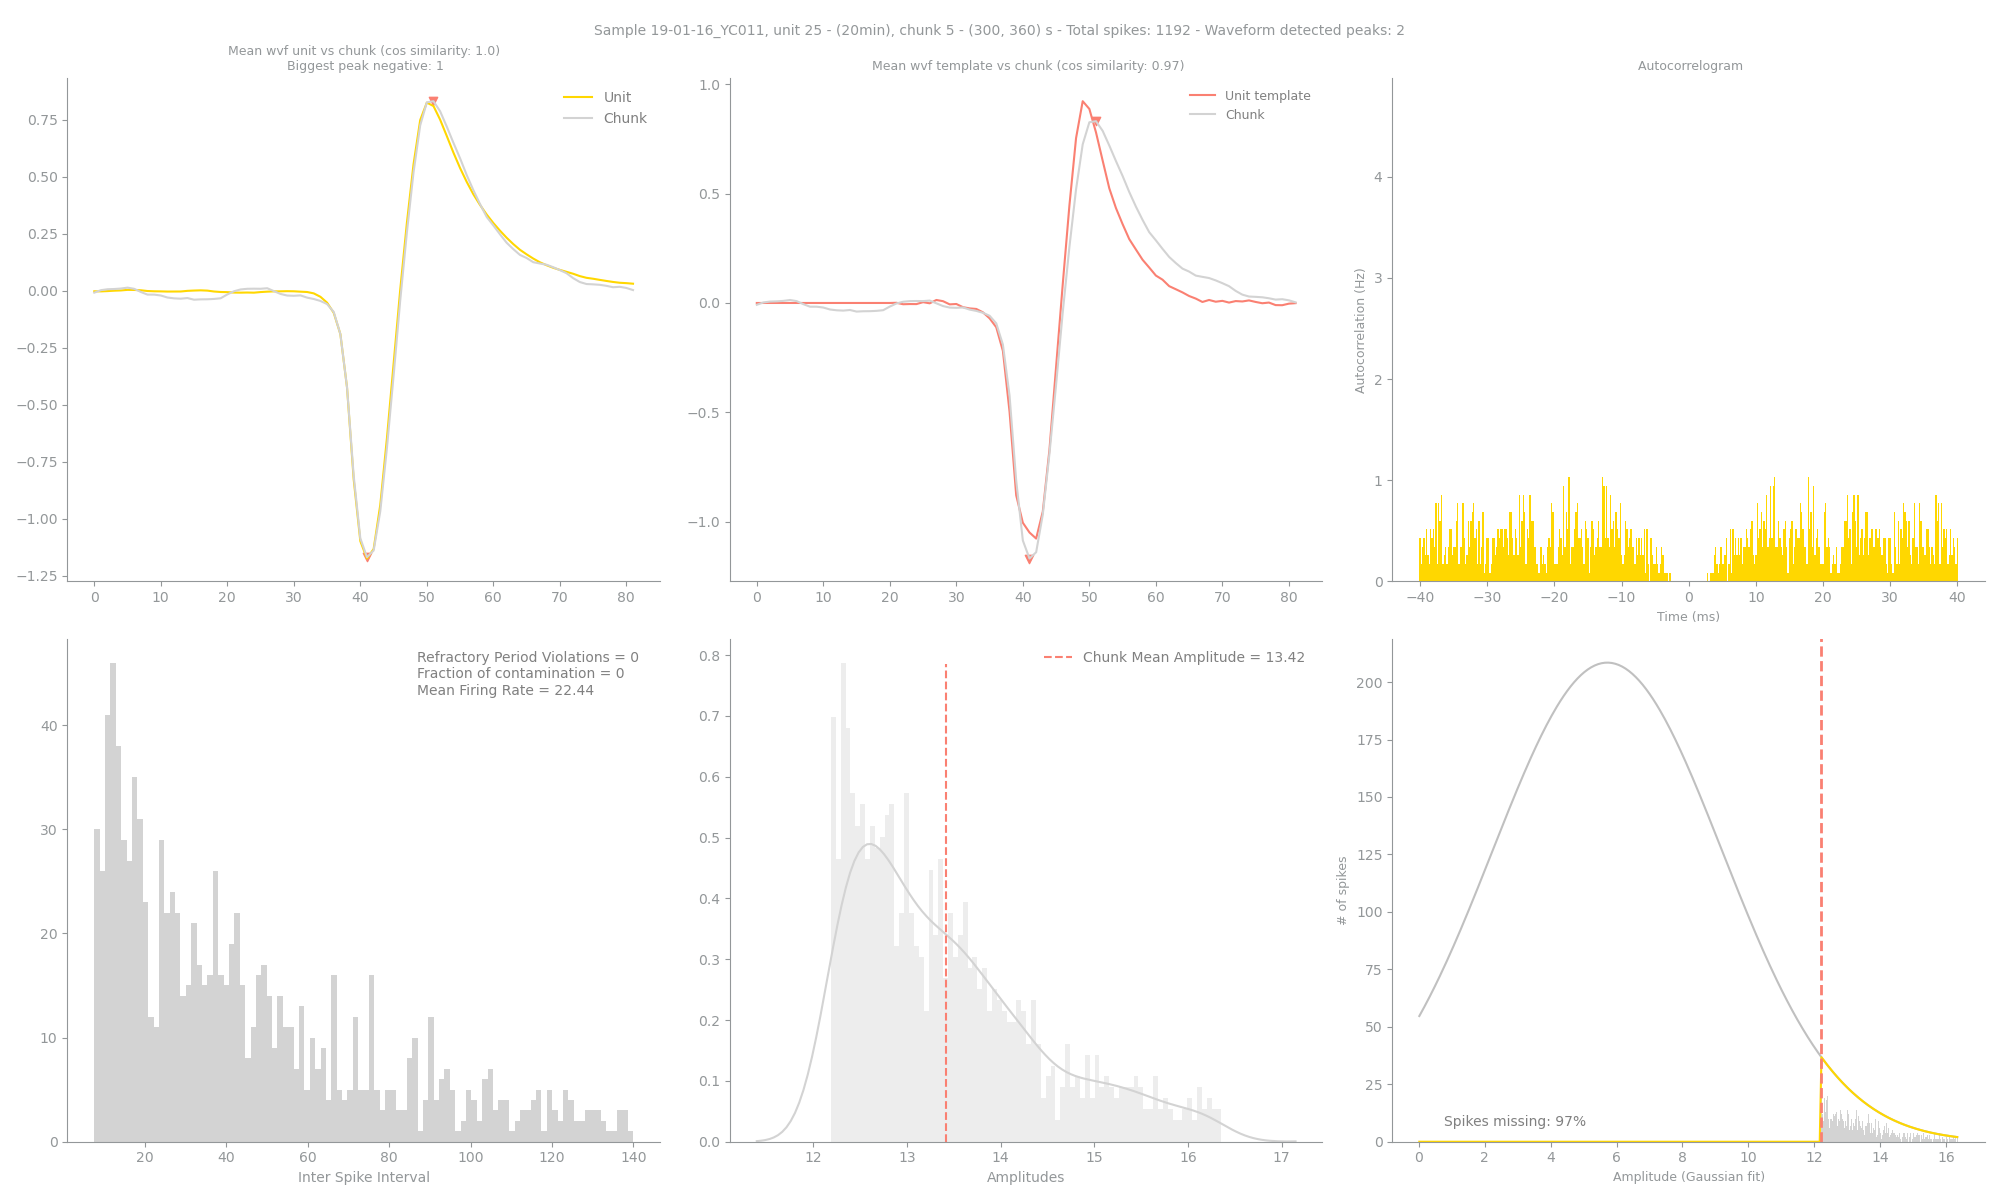 Sample 19-01-16_YC011, unit 25 - (20min), chunk 5 - (300, 360) s - Total spikes: 1192 - Waveform detected peaks: 2
Mean wvf unit vs chunk (cos similarity: 1.0)
Biggest peak negative: 1
Unit
Chunk
0.75
0.50
0.25
0.00
−0.25
−0.50
−0.75
−1.00
−1.25
0 10 20 30 40 50 60 70 80
Mean wvf template vs chunk (cos similarity: 0.97)
Unit template
Chunk
1.0
0.5
0.0
−0.5
−1.0
0 10 20 30 40 50 60 70 80
Autocorrelogram
Autocorrelation (Hz)
4
3
2
1
0
−40 −30 −20 −10 0 10 20 30 40
Time (ms)
Refractory Period Violations = 0
Fraction of contamination = 0
Mean Firing Rate = 22.44
40
30
20
10
0
20 40 60 80 100 120 140
Inter Spike Interval
Chunk Mean Amplitude = 13.42
0.8
0.7
0.6
0.5
0.4
0.3
0.2
0.1
0.0
12 13 14 15 16 17
Amplitudes
# of spikes
200
175
150
125
100
75
50
25
0
Spikes missing: 97%
0 2 4 6 8 10 12 14 16
Amplitude (Gaussian fit)